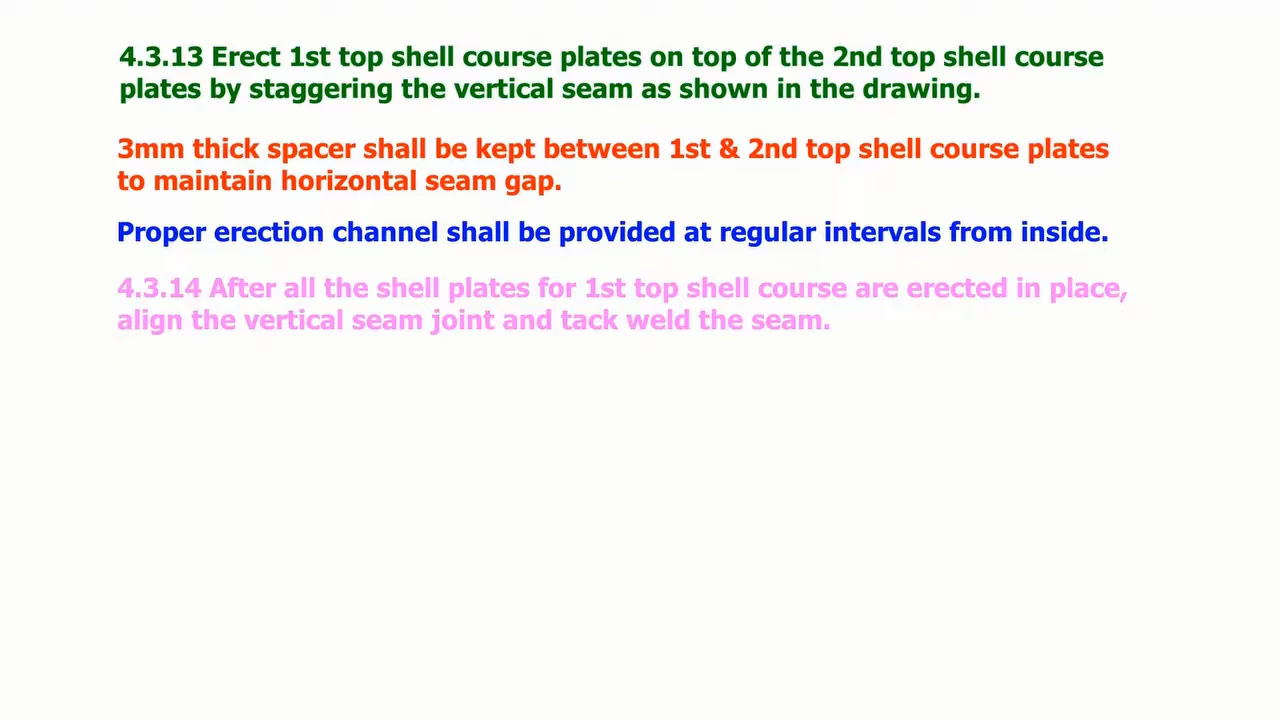 4.3.13 Erect 1st top shell course plates on top of the 2nd top shell course
plates by staggering the vertical seam as shown in the drawing.
3mm thick spacer shall be kept between 1st & 2nd top shell course plates
to maintain horizontal seam gap.
Proper erection channel shall be provided at regular intervals from inside.
4.3.14 After all the shell plates for 1st top shell course are erected in place,
align the vertical seam joint and tack weld the seam.